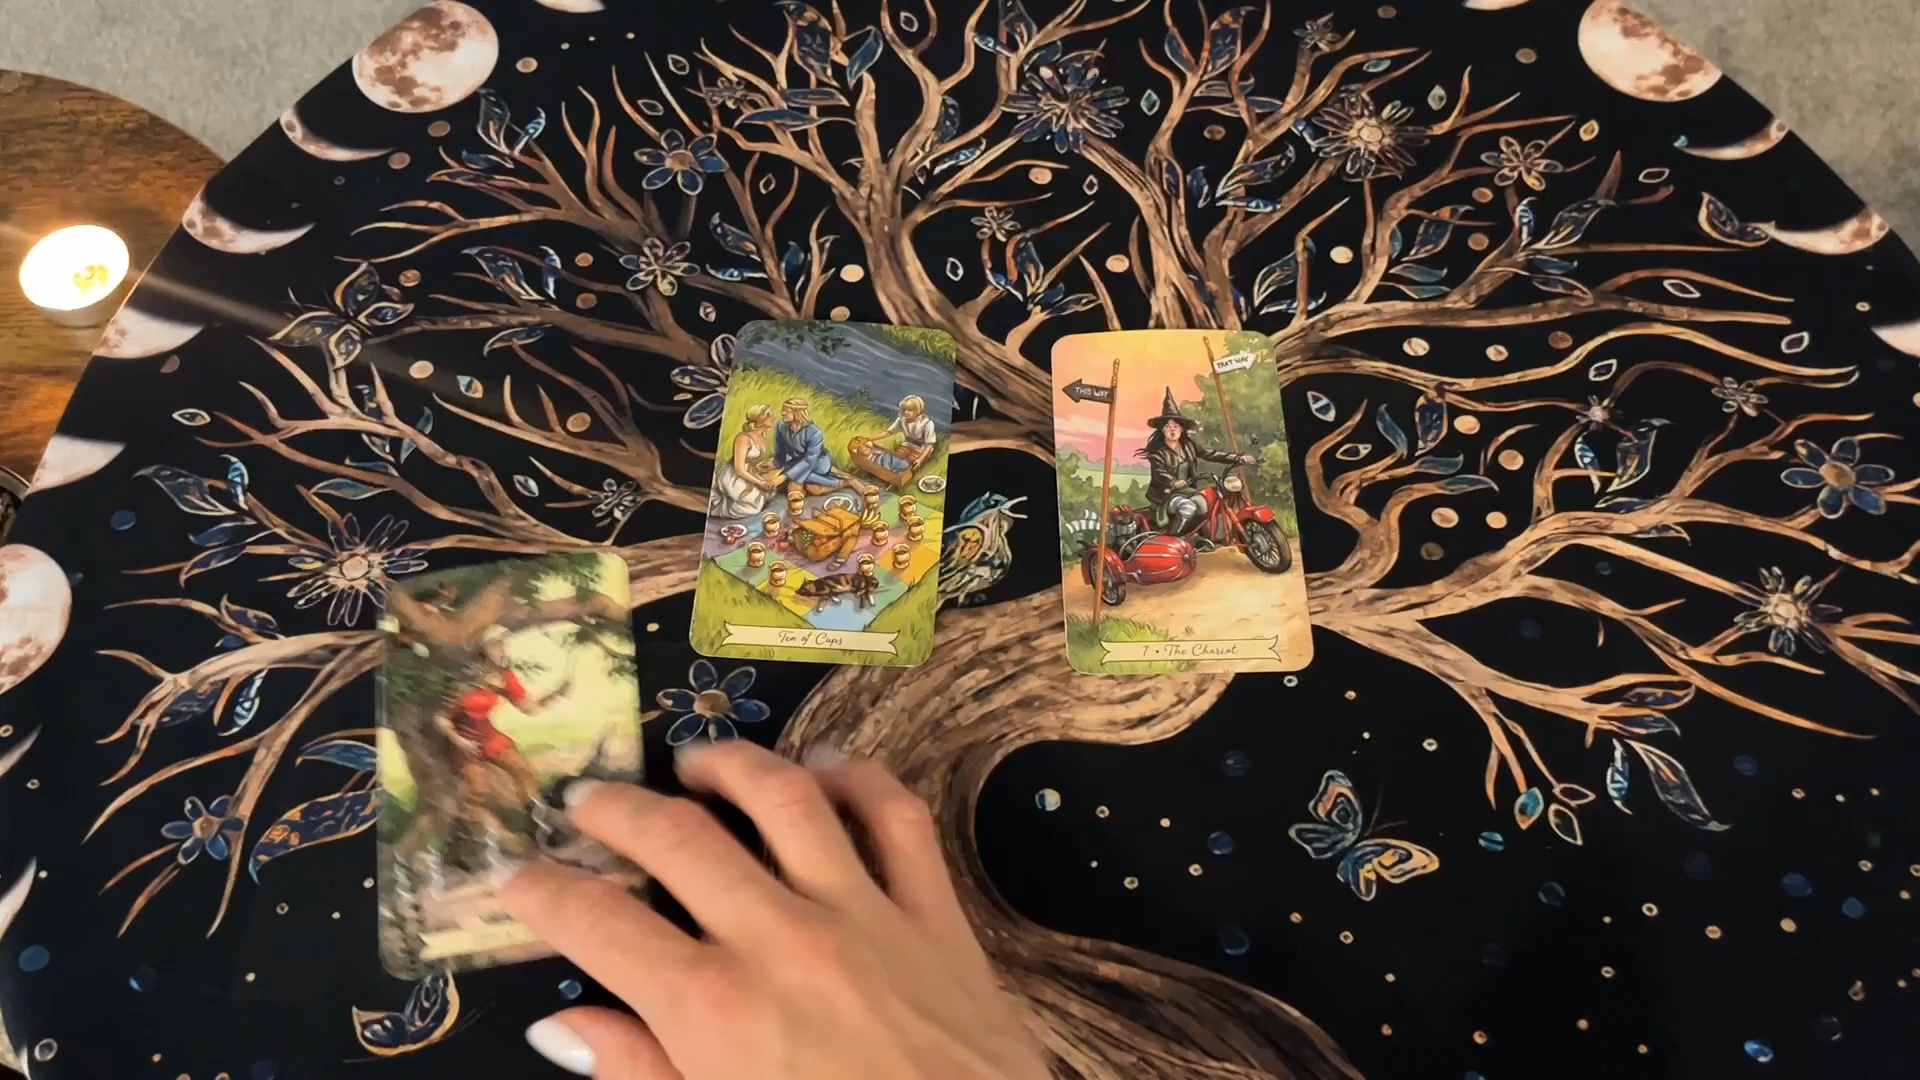 THIS WAY
THAT WAY
Ten of Cups
7 • The Chariot